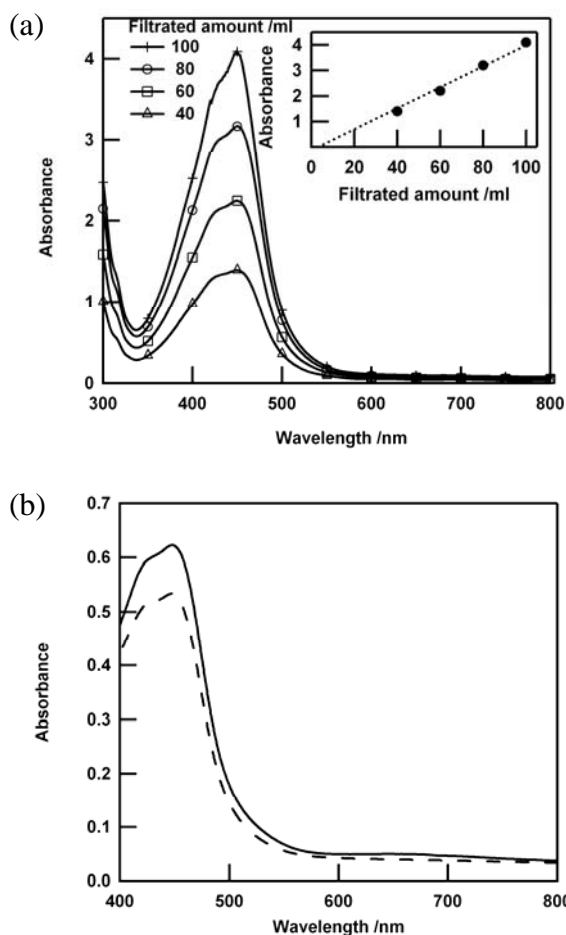 (a)
Filtrated amount /ml
100
80
60
40
4
3
2
1
0
Absorbance
300 400 500 600 700 800
Wavelength /nm
4
3
2
1
Absorbance
0 20 40 60 80 100
Filtrated amount /ml
(b)
0.7
0.6
0.5
0.4
0.3
0.2
0.1
0.0
Absorbance
400 500 600 700 800
Wavelength /nm